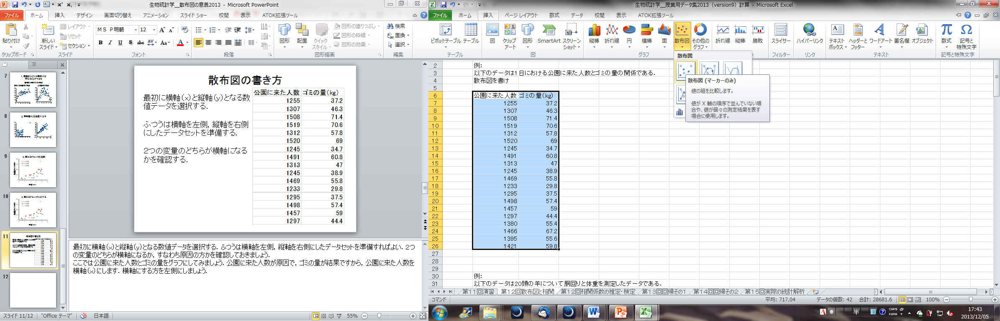 生物統計学__散布図の意義2013 - Microsoft PowerPoint
ファイル ホーム 挿入 デザイン 画面切り替え アニメーション スライド ショー 校閲 表示 ATOK拡張ツール
貼り付け 新しいスライド レイアウト リセット セクション
ＭＳ Ｐ明朝 12
図形 配置 クイックスタイル 図形の塗りつぶし 図形の枠線 図形の効果
検索 置換 選択
クリップボード スライド フォント 段落 図形描画 編集
7
8
9
10
11
12
散布図の書き方
最初に横軸(x)と縦軸(y)となる数
値データを選択する．
ふつうは横軸を左側，縦軸を右側
にしたデータセットを準備する．
2つの変量のどちらが横軸になる
かを確認する．
公園に来た人数 ゴミの量(kg)
1255 37.2
1307 46.3
1508 71.4
1519 70.6
1312 57.8
1520 69
1245 34.7
1491 60.8
1313 47
1245 38.9
1469 55.8
1233 29.8
1295 37.5
1498 57.4
1457 59
1297 44.4
最初に横軸(x)と縦軸(y)となる数値データを選択する．ふつうは横軸を左側，縦軸を右側にしたデータセットを準備すればよい．2つ
の変量のどちらが横軸になるか，すなわち原因の方かを確認しておきましょう．
ここでは公園に来た人数とゴミの量をグラフにしてみましょう．公園に来た人数が原因で，ゴミの量が結果ですから，公園に来た人数を
横軸(x)にします．横軸にする方を左側にしましょう．
スライド 11/12 "Office テーマ" 日本語 55%
生物統計学__授業用データ集2013（version9）計算 - Microsoft Excel
ファイル ホーム 挿入 ページ レイアウト 数式 データ 校閲 表示 ATOK拡張ツール
ピボットテーブル テーブル 図 クリップアート 図形 SmartArt スクリーンショット 縦棒 折れ線 円 横棒 面 散布図 その他のグラフ 折れ線 縦棒 勝敗 スライサー ハイパーリンク テキストボックス ヘッダーとフッター ワードアート 署名欄 オブジェクト 数式 記号と特殊文字
テーブル 図 グラフ フィルター リンク テキスト 記号と特殊文字
散布図
散布図 (マーカーのみ)
値の組を比較します。
値が X 軸の順序で並んでいない場
合や、値が個々の測定結果を表す
場合に使用します。
2 例：
3 以下のデータは1日における公園に来た人数とゴミの量の関係である．
4 散布図を書け
5
6 公園に来た人数 ゴミの量(kg)
7 1255 37.2
8 1307 46.3
9 1508 71.4
10 1519 70.6
11 1312 57.8
12 1520 69
13 1245 34.7
14 1491 60.8
15 1313 47
16 1245 38.9
17 1469 55.8
18 1233 29.8
19 1295 37.5
20 1498 57.4
21 1457 59
22 1297 44.4
23 1380 55.4
24 1466 67.2
25 1395 55.6
26 1421 59.8
27
28
29
30 例：
31 以下のデータは20頭の羊について胴回りと体重を測定したデータである．
第11回演習 第12回散布図と相関 第12回相関係数の推定・検定 第13回回帰その1 第14回回帰その2 第15回実際の統計解析
コマンド 平均: 717.04 データの個数: 42 合計: 28681.6 100%
半 CAPS KANA 17:43
2013/12/05